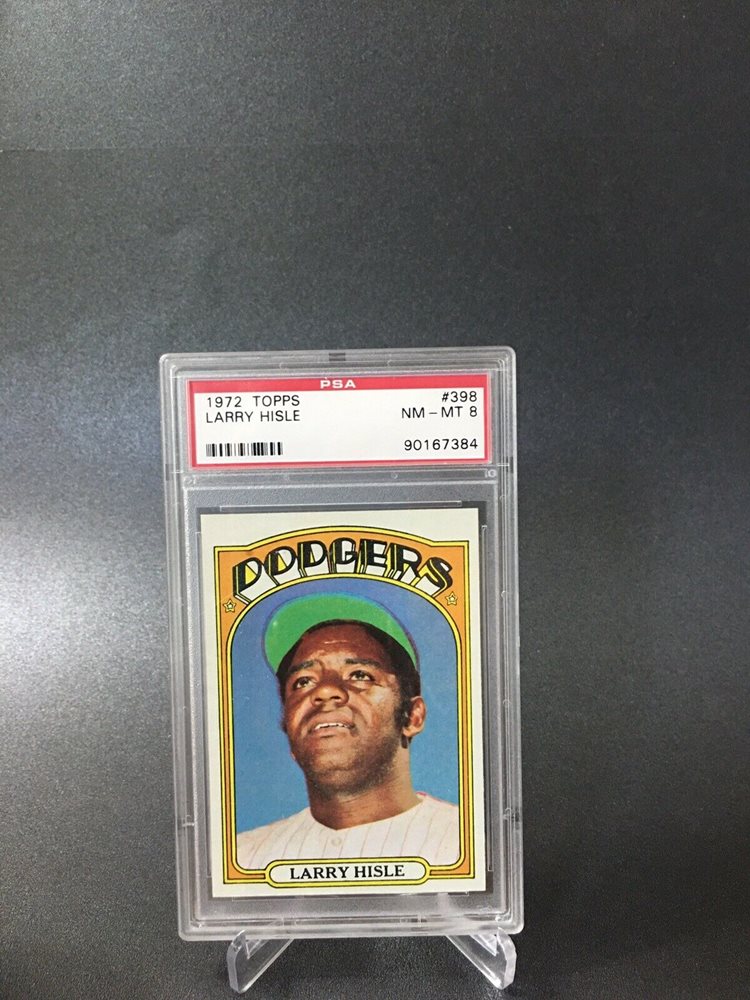 PSA
1972 TOPPS #398
LARRY HISLE NM - MT 8
90167384
DODGERS
LARRY HISLE